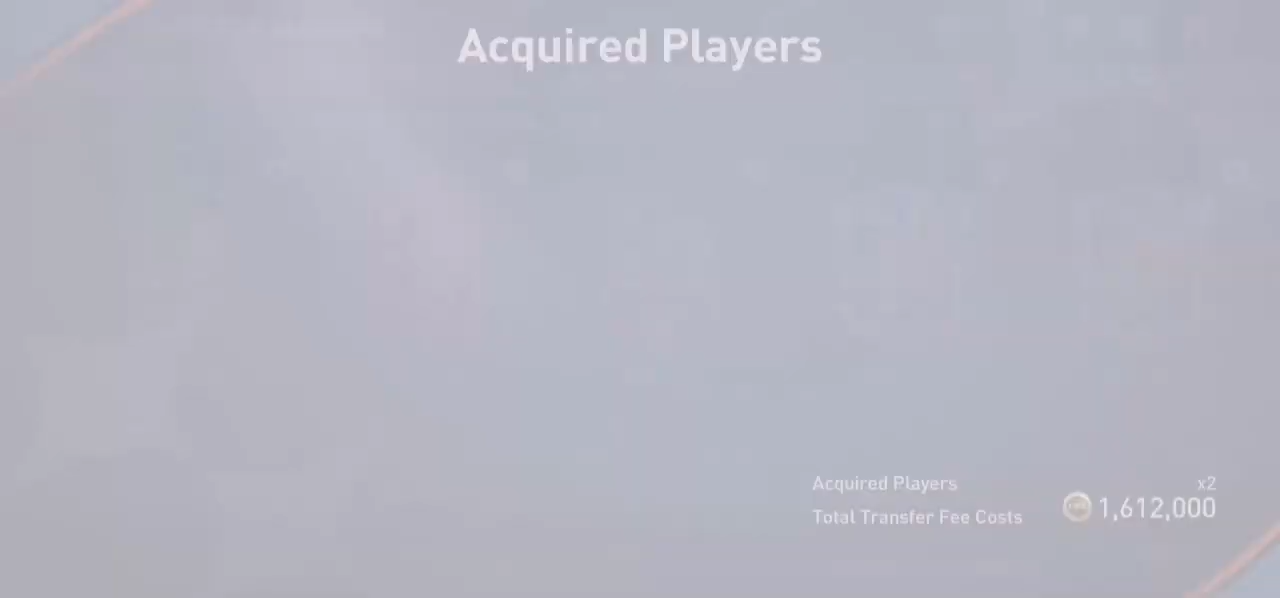 Acquired Players
Acquired Players x2
Total Transfer Fee Costs 1,612,000